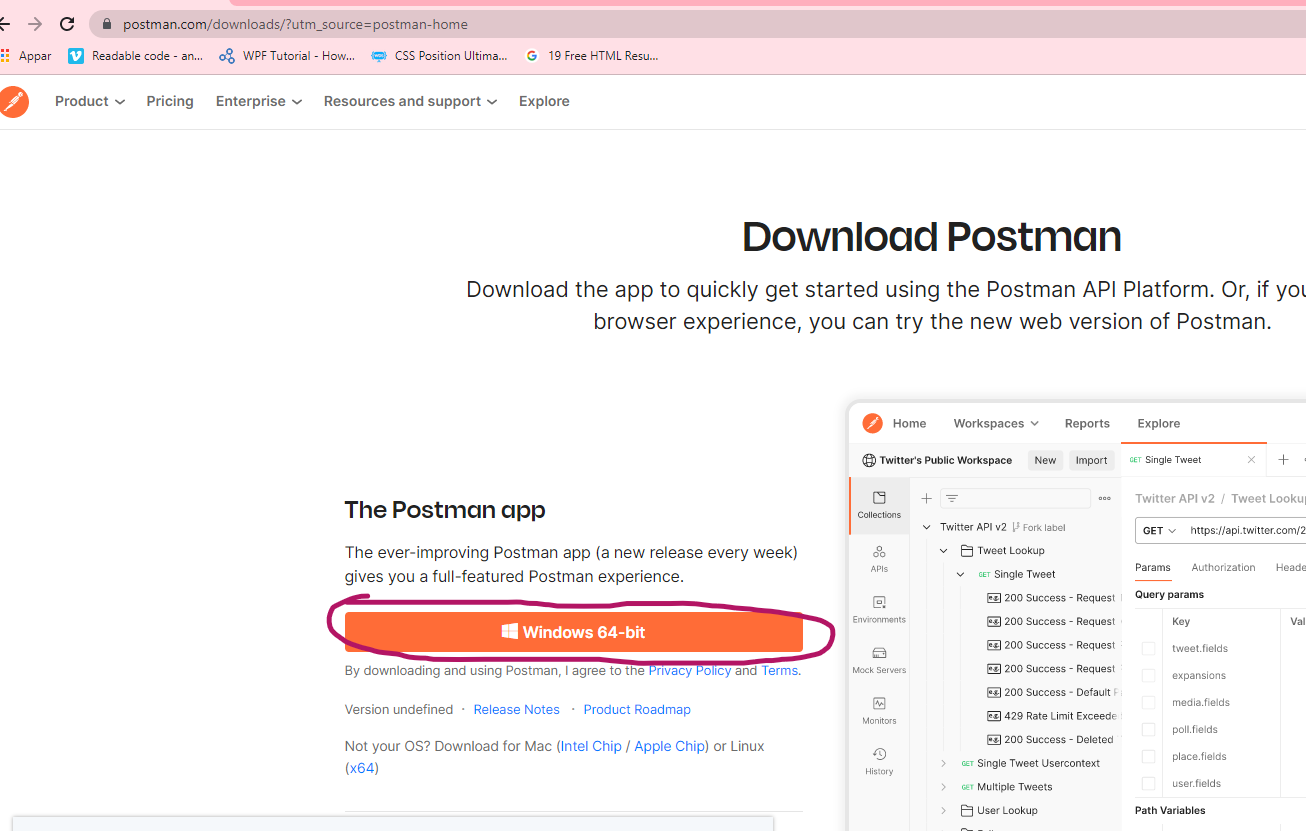 postman.com/downloads/?utm_source=postman-home
Appar Readable code - an... WPF Tutorial - How... CSS Position Ultima... 19 Free HTML Resu...
Product Pricing Enterprise Resources and support Explore
Download Postman
Download the app to quickly get started using the Postman API Platform. Or, if you
browser experience, you can try the new web version of Postman.
The Postman app
The ever-improving Postman app (a new release every week)
gives you a full-featured Postman experience.
Windows 64-bit
By downloading and using Postman, I agree to the Privacy Policy and Terms.
Version undefined · Release Notes · Product Roadmap
Not your OS? Download for Mac (Intel Chip / Apple Chip) or Linux
(x64)
Home Workspaces Reports Explore
Twitter's Public Workspace New Import
GET Single Tweet
Collections
APIs
Environments
Mock Servers
Monitors
History
Twitter API v2 Fork label
Tweet Lookup
GET Single Tweet
200 Success - Request
200 Success - Request
200 Success - Request
200 Success - Request
200 Success - Default
429 Rate Limit Exceede
200 Success - Deleted
GET Single Tweet Usercontext
GET Multiple Tweets
User Lookup
Twitter API v2 / Tweet Lookup
GET https://api.twitter.com/2
Params Authorization Heade
Query params
Key Val
tweet.fields
expansions
media.fields
poll.fields
place.fields
user.fields
Path Variables